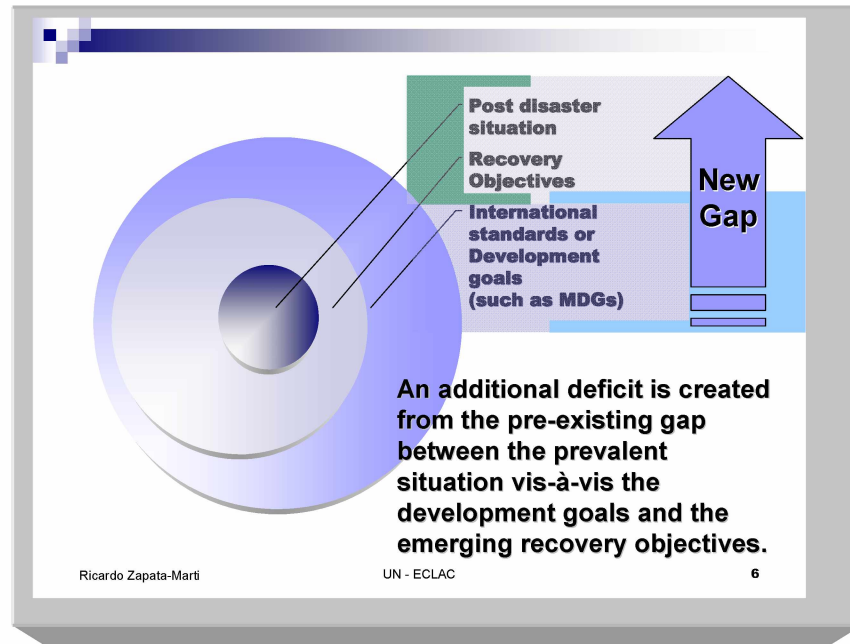 Post disaster
situation
Recovery
Objectives
International
standards or
Development
goals
(such as MDGs)
New
Gap
An additional deficit is created
from the pre-existing gap
between the prevalent
situation vis-à-vis the
development goals and the
emerging recovery objectives.
Ricardo Zapata-Marti
UN - ECLAC
6